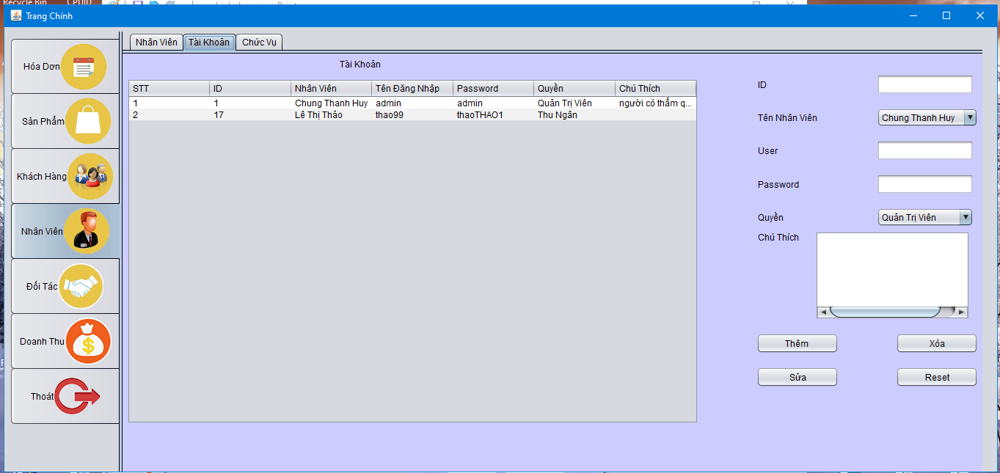 Recycle Bin CPUID
Trang Chính
Nhân Viên Tài Khoản Chức Vụ
Hóa Dơn
Sản Phẩm
Khách Hàng
Nhân Viên
Đối Tác
Doanh Thu
Thoát
Tài Khoản
STT ID Nhân Viên Tên Đăng Nhập Password Quyền Chú Thích
1 1 Chung Thanh Huy admin admin Quản Trị Viên người có thẩm q...
2 17 Lê Thị Thảo thao99 thaoTHAO1 Thu Ngân
ID
Tên Nhân Viên Chung Thanh Huy
User
Password
Quyền Quản Trị Viên
Chú Thích
Thêm Xóa
Sửa Reset